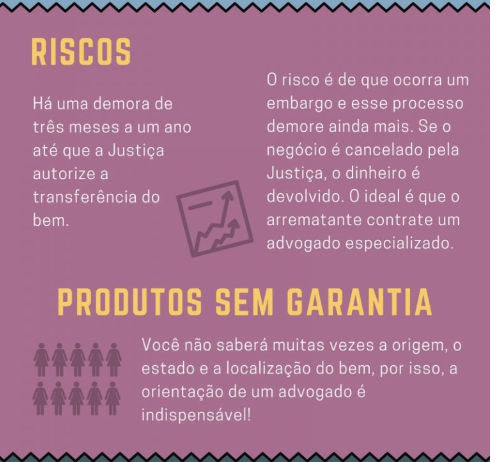 RISCOS
Há uma demora de
três meses a um ano
até que a Justiça
autorize a
transferência do
bem.
O risco é de que ocorra um
embargo e esse processo
demore ainda mais. Se o
negócio é cancelado pela
Justiça, o dinheiro é
devolvido. O ideal é que o
arrematante contrate um
advogado especializado.
PRODUTOS SEM GARANTIA
Você não saberá muitas vezes a origem, o
estado e a localização do bem, por isso, a
orientação de um advogado é
indispensável!